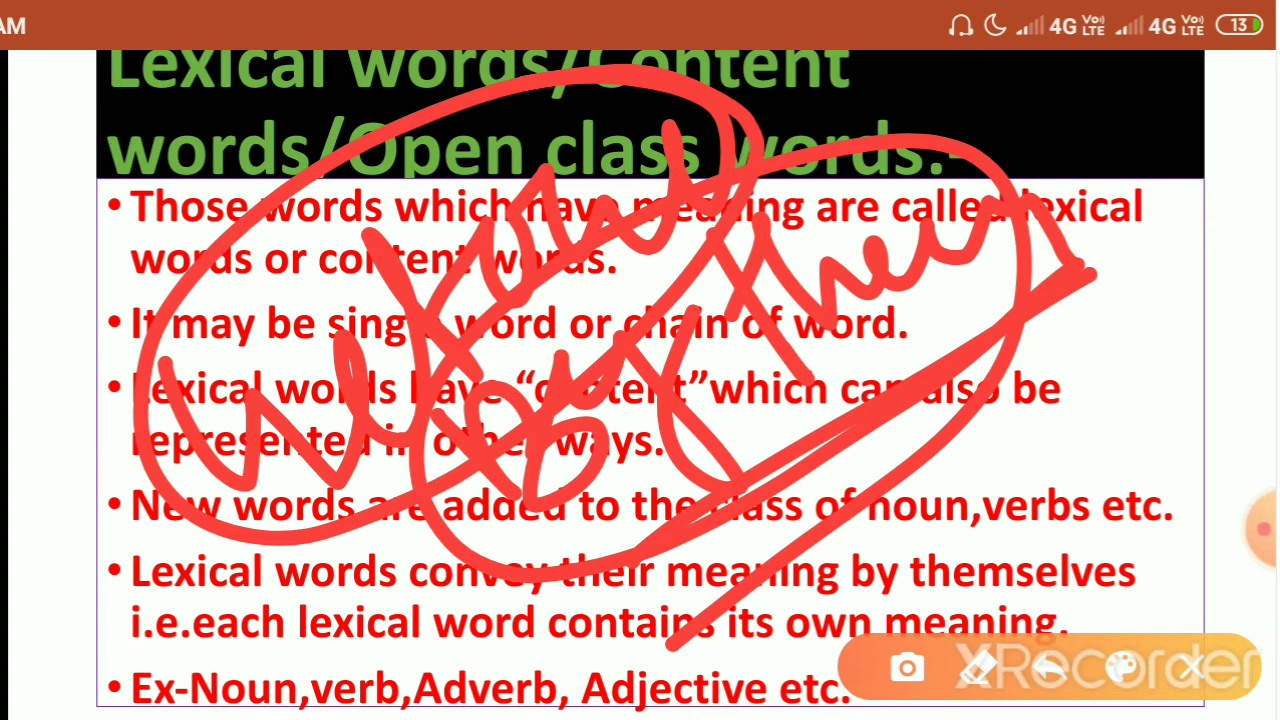 AM 4G VoI) LTE 4G VoI) LTE 13
Lexical words/Content
words/Open class words.-
• Those words which have meaning are called lexical
words or content words.
• It may be single word or chain of word.
• Lexical words have “content”which can also be
represented in other ways.
• New words are added to the class of noun,verbs etc.
• Lexical words convey their meaning by themselves
i.e.each lexical word contains its own meaning.
• Ex-Noun,verb,Adverb, Adjective etc.
XRecorder